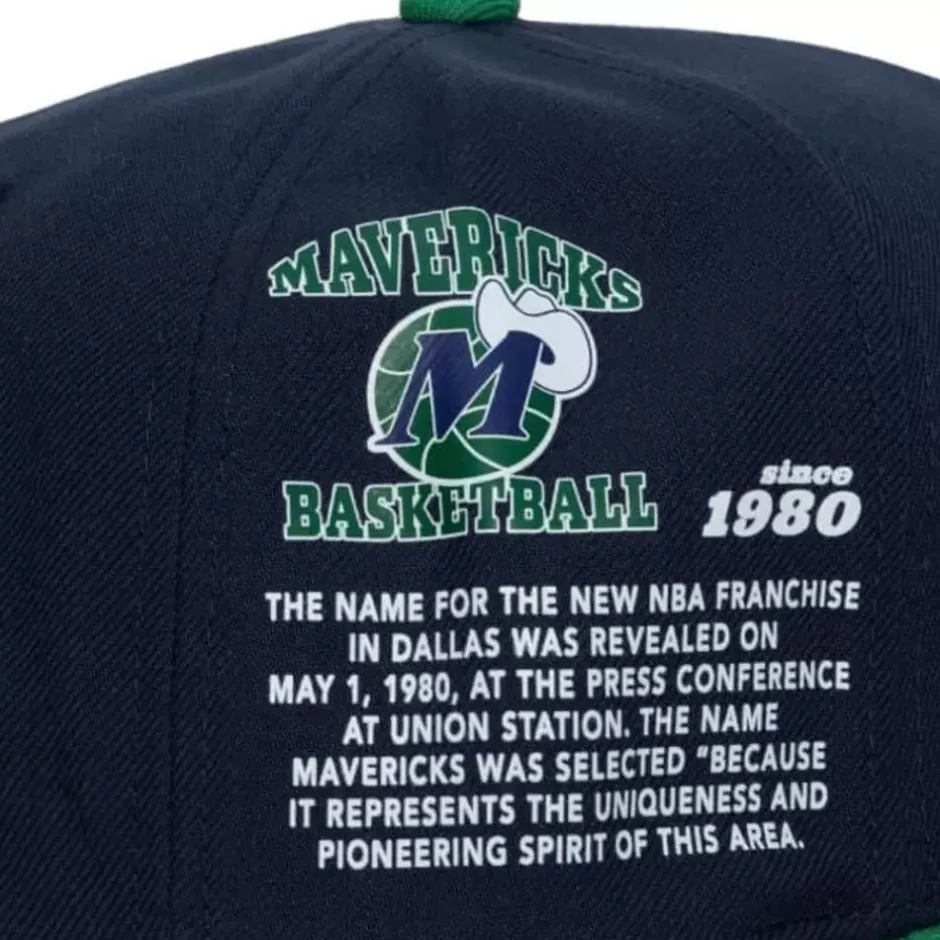 MAVERICKS
M
BASKETBALL
since
1980
THE NAME FOR THE NEW NBA FRANCHISE
IN DALLAS WAS REVEALED ON
MAY 1, 1980, AT THE PRESS CONFERENCE
AT UNION STATION. THE NAME
MAVERICKS WAS SELECTED "BECAUSE
IT REPRESENTS THE UNIQUENESS AND
PIONEERING SPIRIT OF THIS AREA.